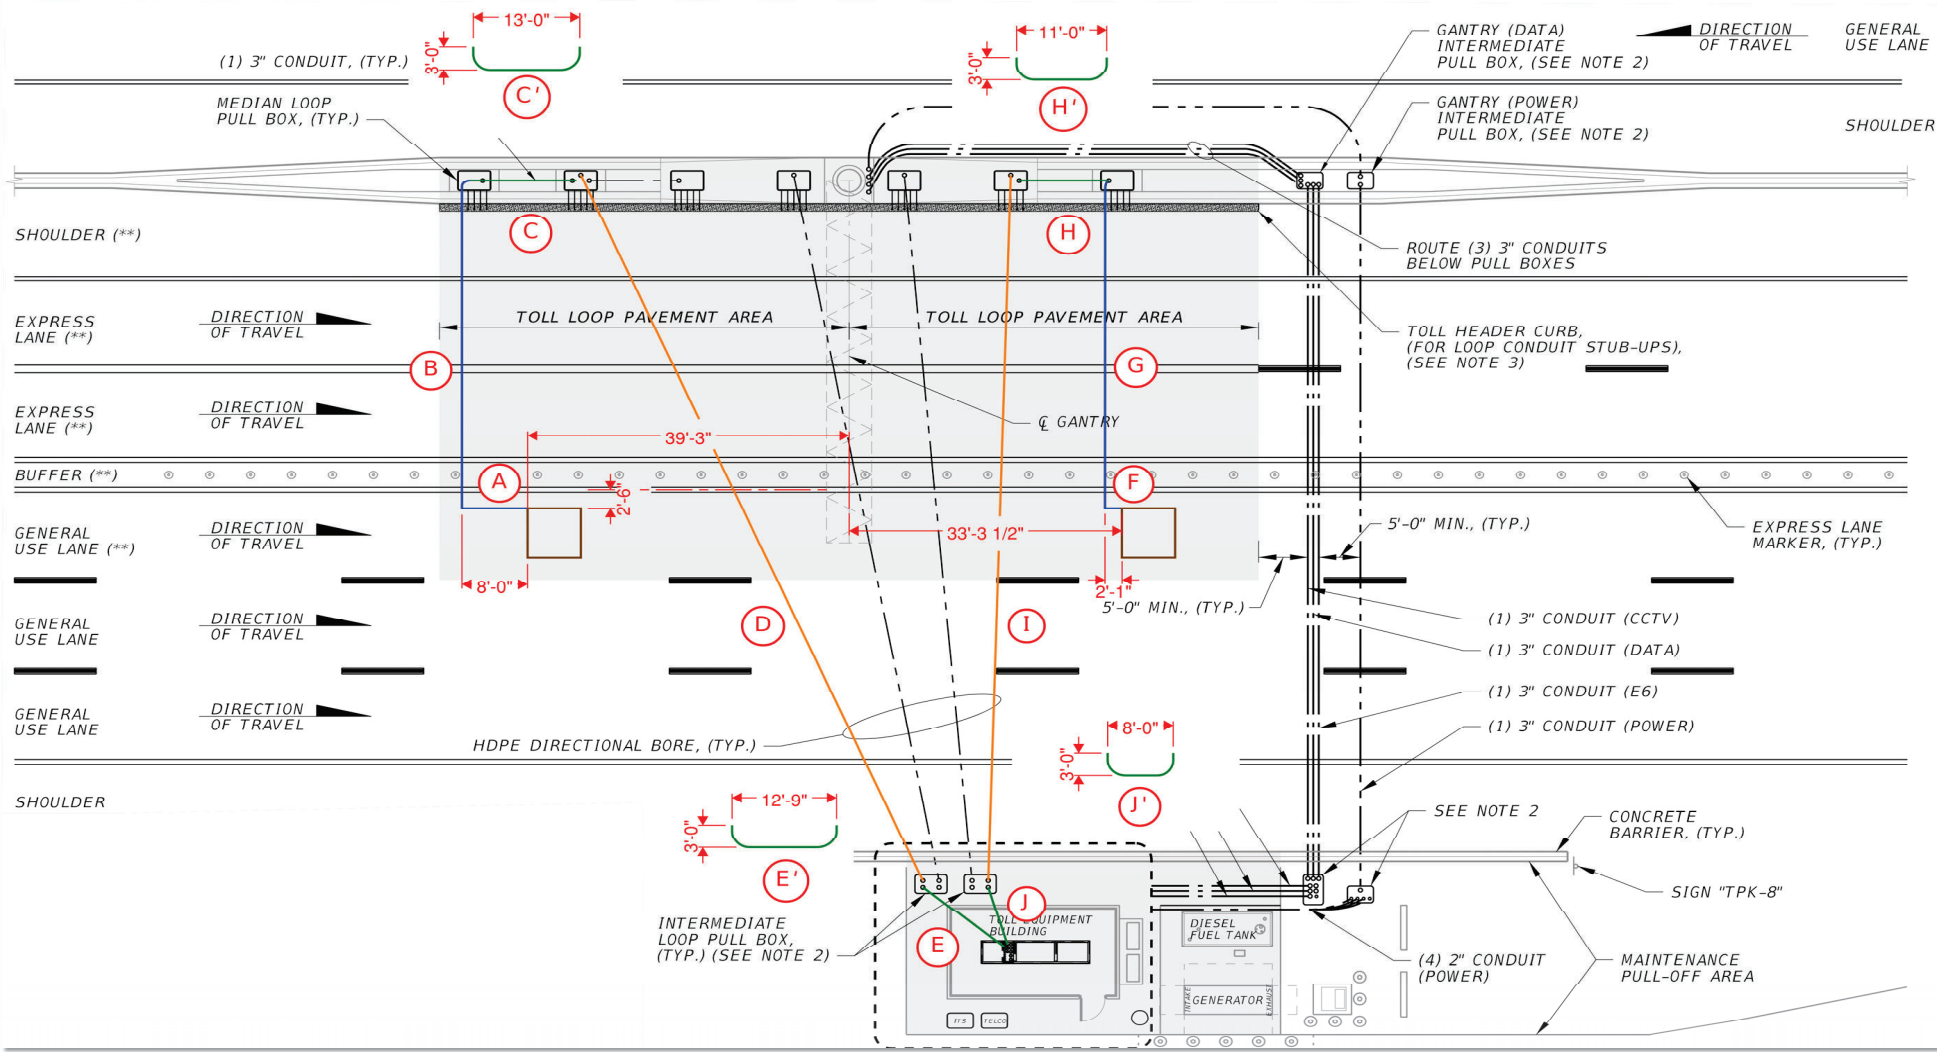 13'-0"
3'-0"
C'
(1) 3" CONDUIT, (TYP.)
MEDIAN LOOP
PULL BOX, (TYP.)
11'-0"
3'-0"
H'
GANTRY (DATA)
INTERMEDIATE
PULL BOX, (SEE NOTE 2)
DIRECTION
OF TRAVEL
GENERAL
USE LANE
GANTRY (POWER)
INTERMEDIATE
PULL BOX, (SEE NOTE 2)
SHOULDER
C
H
SHOULDER (**)
ROUTE (3) 3" CONDUITS
BELOW PULL BOXES
EXPRESS
LANE (**)
DIRECTION
OF TRAVEL
TOLL LOOP PAVEMENT AREA
TOLL LOOP PAVEMENT AREA
TOLL HEADER CURB,
(FOR LOOP CONDUIT STUB-UPS),
(SEE NOTE 3)
B
G
EXPRESS
LANE (**)
DIRECTION
OF TRAVEL
℄ GANTRY
39'-3"
BUFFER (**)
A
F
2'-6"
GENERAL
USE LANE (**)
DIRECTION
OF TRAVEL
33'-3 1/2"
5'-0" MIN., (TYP.)
EXPRESS LANE
MARKER, (TYP.)
8'-0"
2'-1"
5'-0" MIN., (TYP.)
GENERAL
USE LANE
DIRECTION
OF TRAVEL
D
I
(1) 3" CONDUIT (CCTV)
(1) 3" CONDUIT (DATA)
(1) 3" CONDUIT (E6)
(1) 3" CONDUIT (POWER)
GENERAL
USE LANE
DIRECTION
OF TRAVEL
HDPE DIRECTIONAL BORE, (TYP.)
8'-0"
3'-0"
J'
SHOULDER
12'-9"
3'-0"
E'
SEE NOTE 2
CONCRETE
BARRIER, (TYP.)
SIGN "TPK-8"
J
E
INTERMEDIATE
LOOP PULL BOX,
(TYP.) (SEE NOTE 2)
TOLL EQUIPMENT
BUILDING
DIESEL
FUEL TANK
(4) 2" CONDUIT
(POWER)
MAINTENANCE
PULL-OFF AREA
INTAKE
GENERATOR
EXHAUST
ITS
TELCO